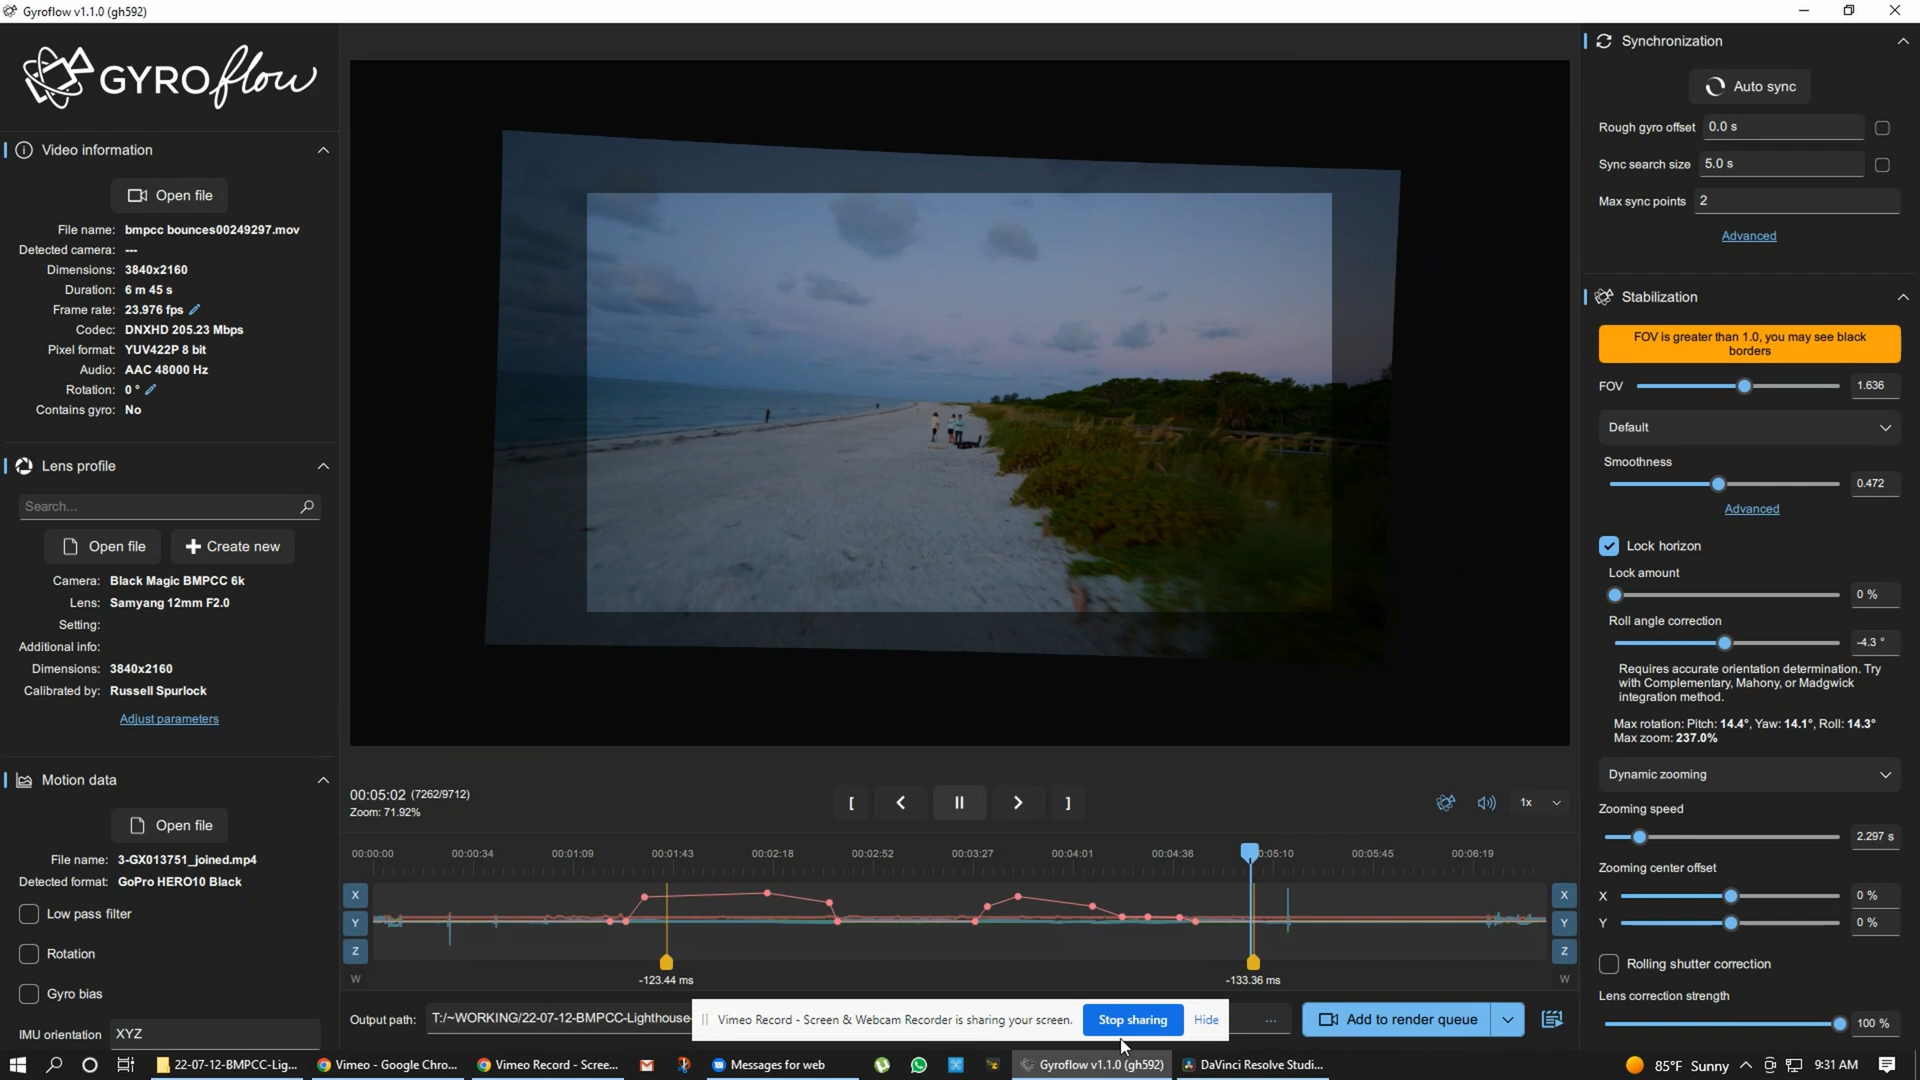 Gyroflow v1.1.0 (gh592)
GYROflow
Video information
Open file
File name: bmpcc bounces00249297.mov
Detected camera: ---
Dimensions: 3840x2160
Duration: 6 m 45 s
Frame rate: 23.976 fps
Codec: DNXHD 205.23 Mbps
Pixel format: YUV422P 8 bit
Audio: AAC 48000 Hz
Rotation: 0 °
Contains gyro: No
Lens profile
Search...
Open file
Create new
Camera: Black Magic BMPCC 6k
Lens: Samyang 12mm F2.0
Setting:
Additional info:
Dimensions: 3840x2160
Calibrated by: Russell Spurlock
Adjust parameters
Motion data
Open file
File name: 3-GX013751_joined.mp4
Detected format: GoPro HERO10 Black
Low pass filter
Rotation
Gyro bias
IMU orientation XYZ
00:05:02 (7262/9712)
Zoom: 71.92%
[
]
1x
00:00:00 00:00:34 00:01:09 00:01:43 00:02:18 00:02:52 00:03:27 00:04:01 00:04:36 0:05:10 00:05:45 00:06:19
X X
Y Y
Z Z
W W
-123.44 ms -133.36 ms
Output path: T:/~WORKING/22-07-12-BMPCC-Lighthouse-
Vimeo Record - Screen & Webcam Recorder is sharing your screen. Stop sharing Hide
...
Add to render queue
Synchronization
Auto sync
Rough gyro offset 0.0 s
Sync search size 5.0 s
Max sync points 2
Advanced
Stabilization
FOV is greater than 1.0, you may see black
borders
FOV 1.636
Default
Smoothness
0.472
Advanced
Lock horizon
Lock amount
0 %
Roll angle correction
-4.3 °
Requires accurate orientation determination. Try
with Complementary, Mahony, or Madgwick
integration method.
Max rotation: Pitch: 14.4°, Yaw: 14.1°, Roll: 14.3°
Max zoom: 237.0%
Dynamic zooming
Zooming speed
2.297 s
Zooming center offset
X 0 %
Y 0 %
Rolling shutter correction
Lens correction strength
100 %
22-07-12-BMPCC-Lig... Vimeo - Google Chro... Vimeo Record - Scree... Messages for web Gyroflow v1.1.0 (gh592) DaVinci Resolve Studi... 85°F Sunny 9:31 AM